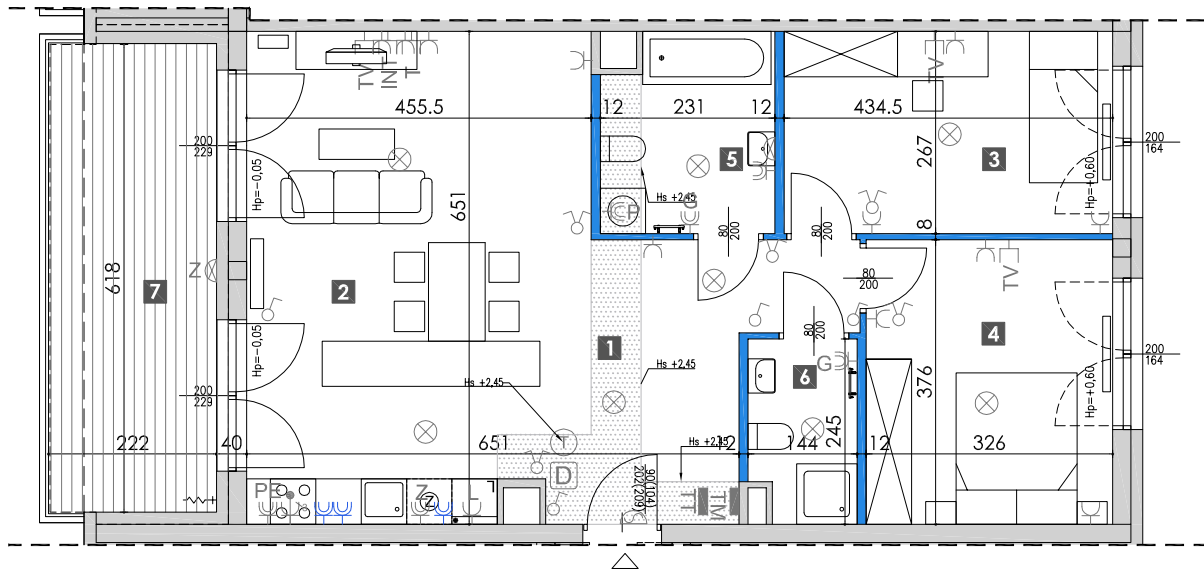 TV
INT
T
TV
455.5
12
231
12
434.5
200
229
Hp=-0,05
5
267
3
200
164
Hp=+0,60
Hs +2,45
CP
G
651
80
200
80
200
8
618
Z
7
2
80
200
TV
1
80
200
4
200
164
Hp=+0,60
Hp=-0,05
Hs +2,45
Hs +2,45
G
6
376
200
229
222
40
651
T
Hs +2,45
12
144
245
12
326
D
90(104)
202(209)
PE
Z
Z
L
TT
TM